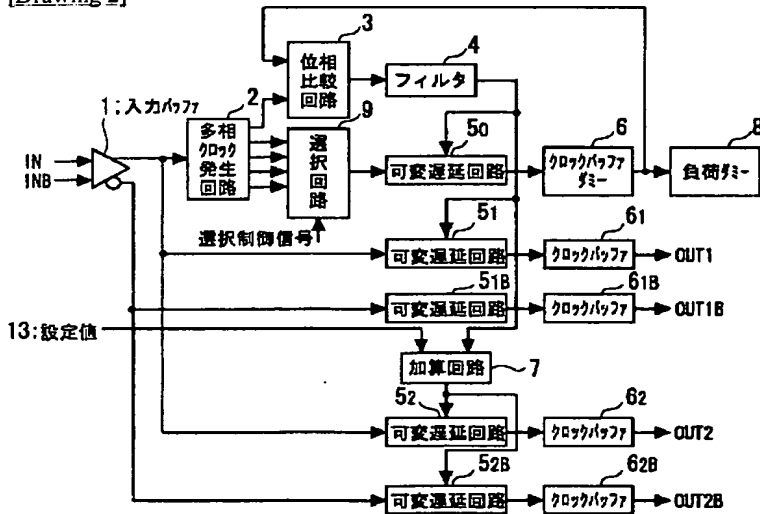 [Drawing 2]
3
位相
比較
回路
4
フィルタ
1;入力バッファ
2
多相
クロック
発生
回路
9
選択
回路
IN
INB
選択制御信号
50
可変遅延回路
6
クロックバッファ
ダミー
8
負荷ダミー
51
可変遅延回路
61
クロックバッファ
OUT1
51B
可変遅延回路
61B
クロックバッファ
OUT1B
13;設定値
加算回路
7
52
可変遅延回路
62
クロックバッファ
OUT2
52B
可変遅延回路
62B
クロックバッファ
OUT2B